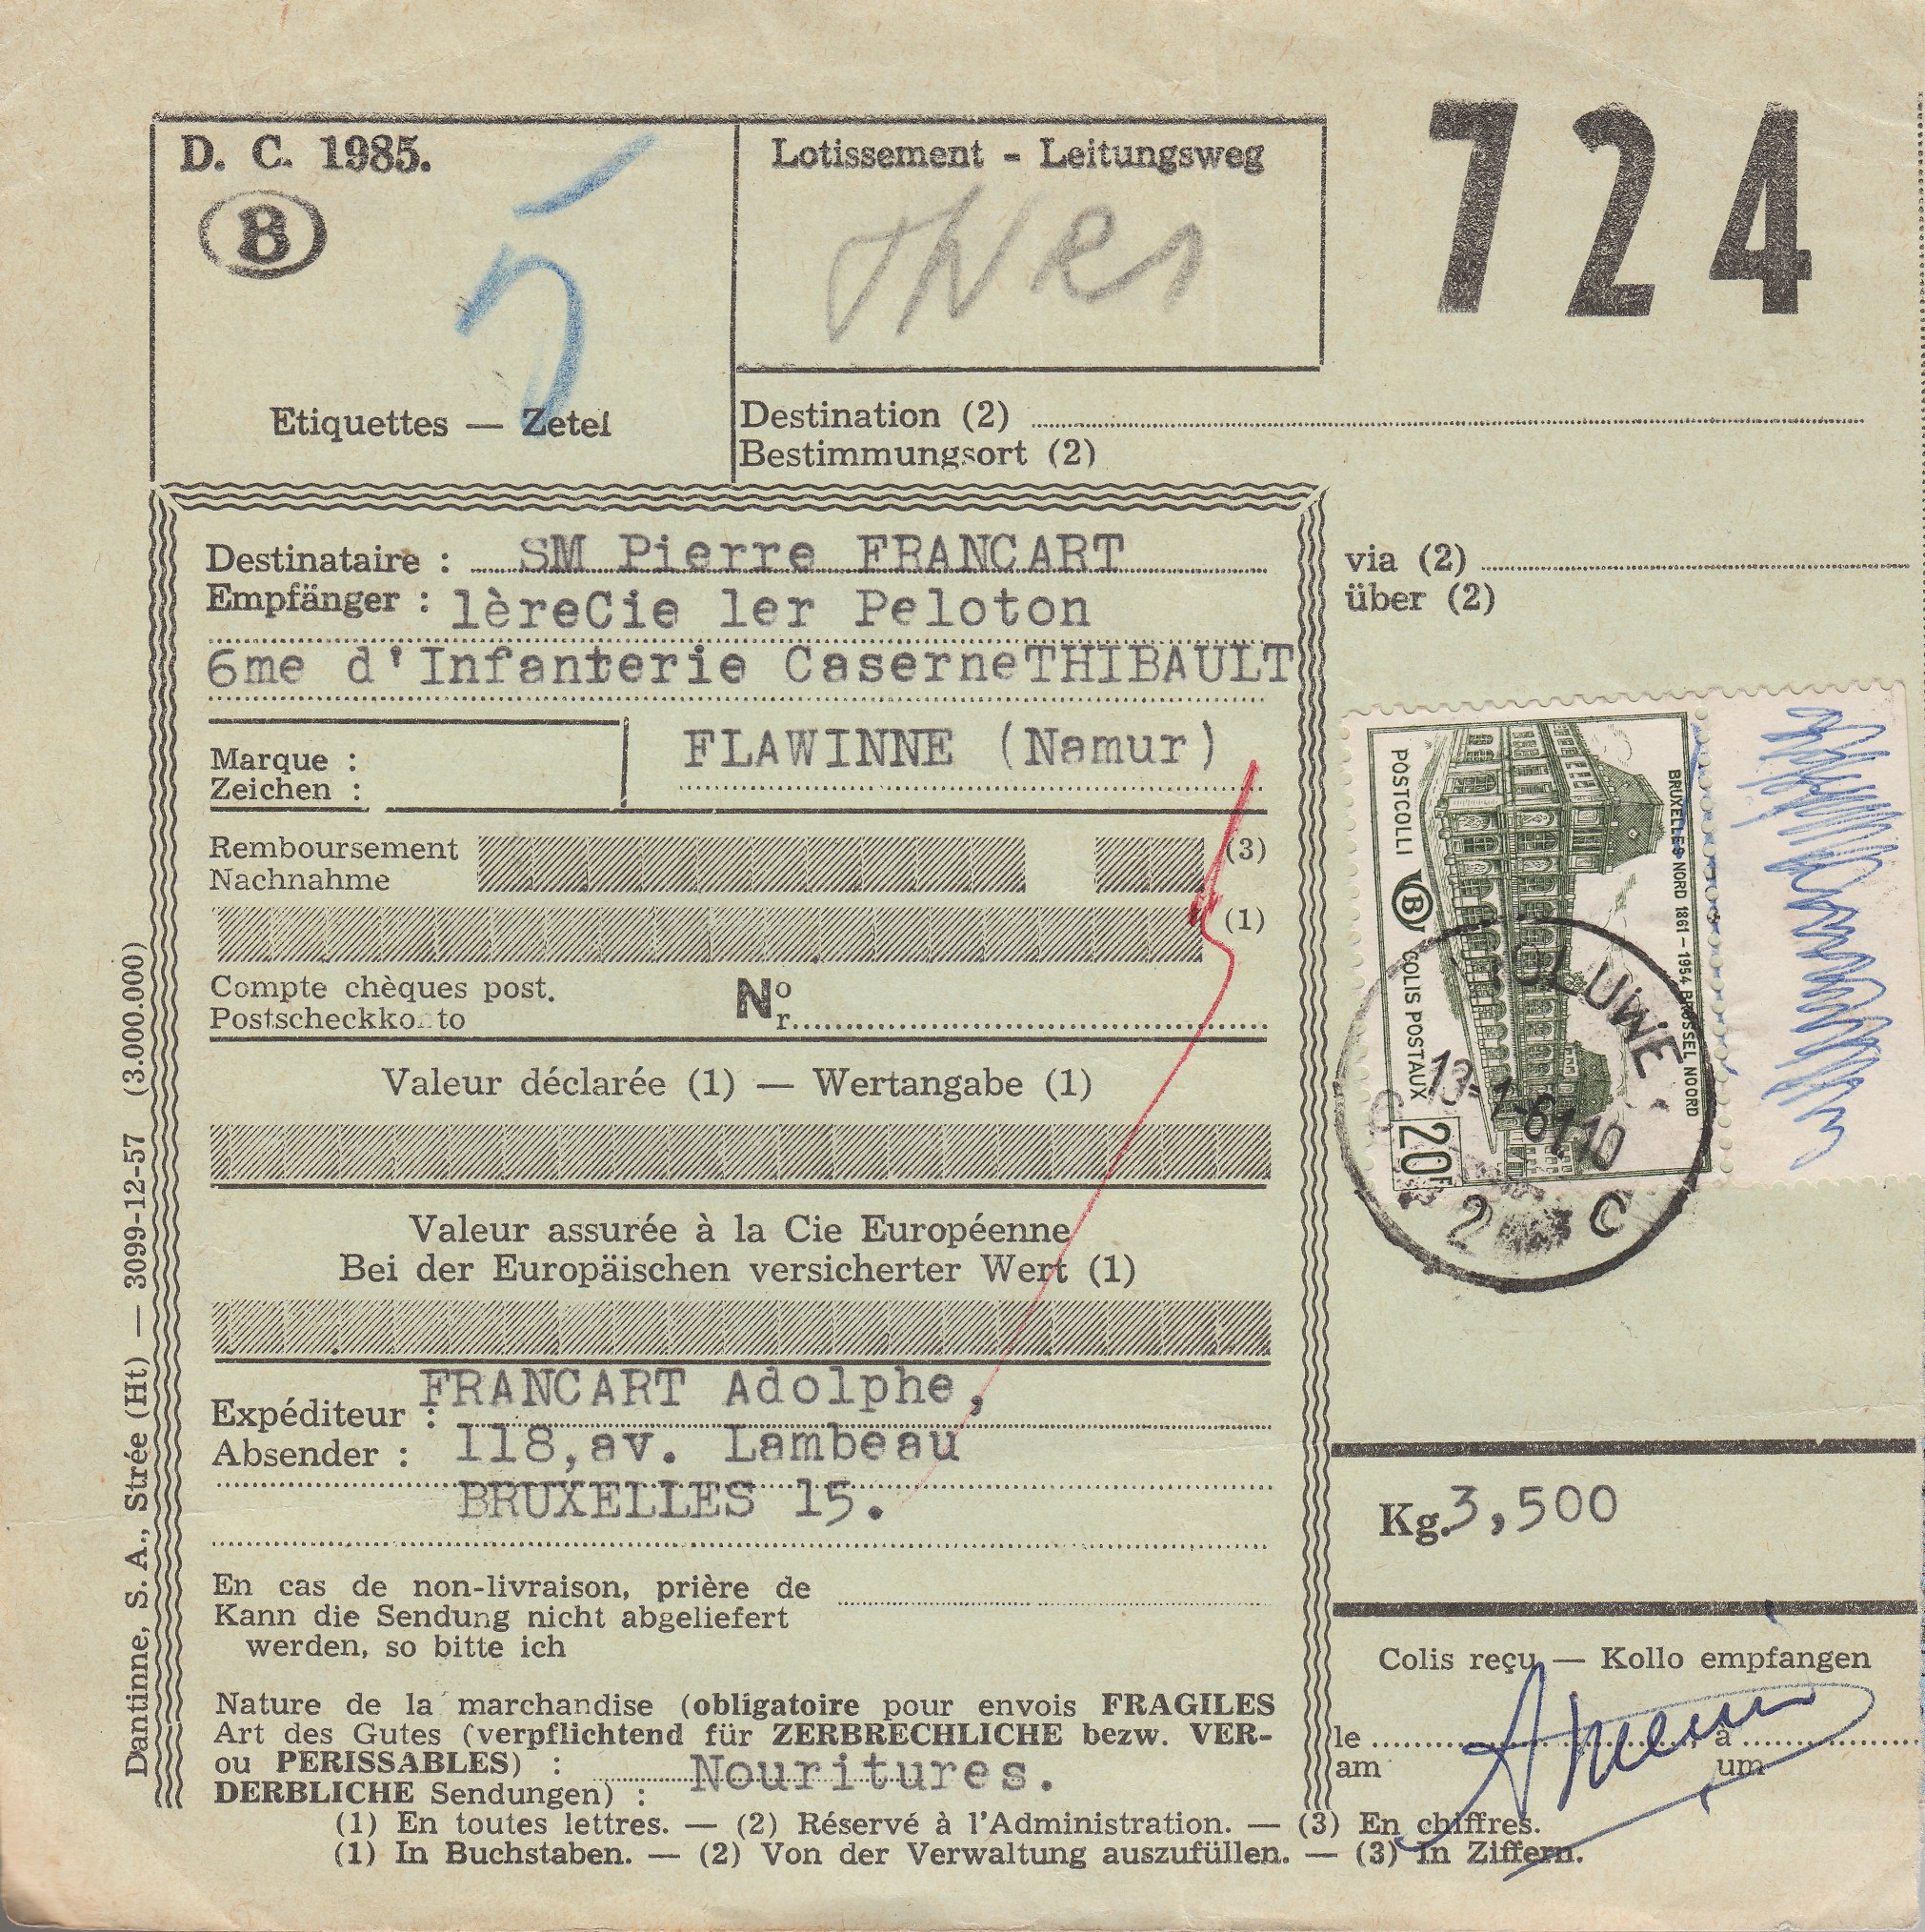 D. C. 1985.
B
5
Etiquettes — Zetel
Lotissement - Leitungsweg
724
Destination (2)
Bestimmungsort (2)
Destinataire : SM Pierre FRANCART
Empfänger : 1èreCie 1er Peloton
6me d'Infanterie CaserneTHIBAULT
FLAWINNE (Namur)
Marque :
Zeichen :
via (2)
über (2)
Remboursement (3)
Nachnahme
(1)
Compte chèques post. No
Postscheckko to r.
Valeur déclarée (1) — Wertangabe (1)
Valeur assurée à la Cie Européenne
Bei der Europäischen versicherter Wert (1)
Expéditeur : FRANCART Adolphe,
Absender : 118,av. Lambeau
BRUXELLES 15.
En cas de non-livraison, prière de
Kann die Sendung nicht abgeliefert
werden, so bitte ich
Nature de la marchandise (obligatoire pour envois FRAGILES
Art des Gutes (verpflichtend für ZERBRECHLICHE bezw. VER-
ou PERISSABLES) :
DERBLICHE Sendungen) : Nouritures.
(1) En toutes lettres. — (2) Réservé à l'Administration. — (3) En chiffres.
(1) In Buchstaben. — (2) Von der Verwaltung auszufüllen. — (3) In Ziffern.
BRUXELLES NORD 1861 — 1954 BRUSSEL NOORD
POSTCOLLI B COLIS POSTAUX 20F
13-1-61 10
2 C
Kg. 3,500
Colis reçu — Kollo empfangen
le à
am um
Dantinne, S. A., Strée (Ht) — 3099-12-57 (3.000.000)